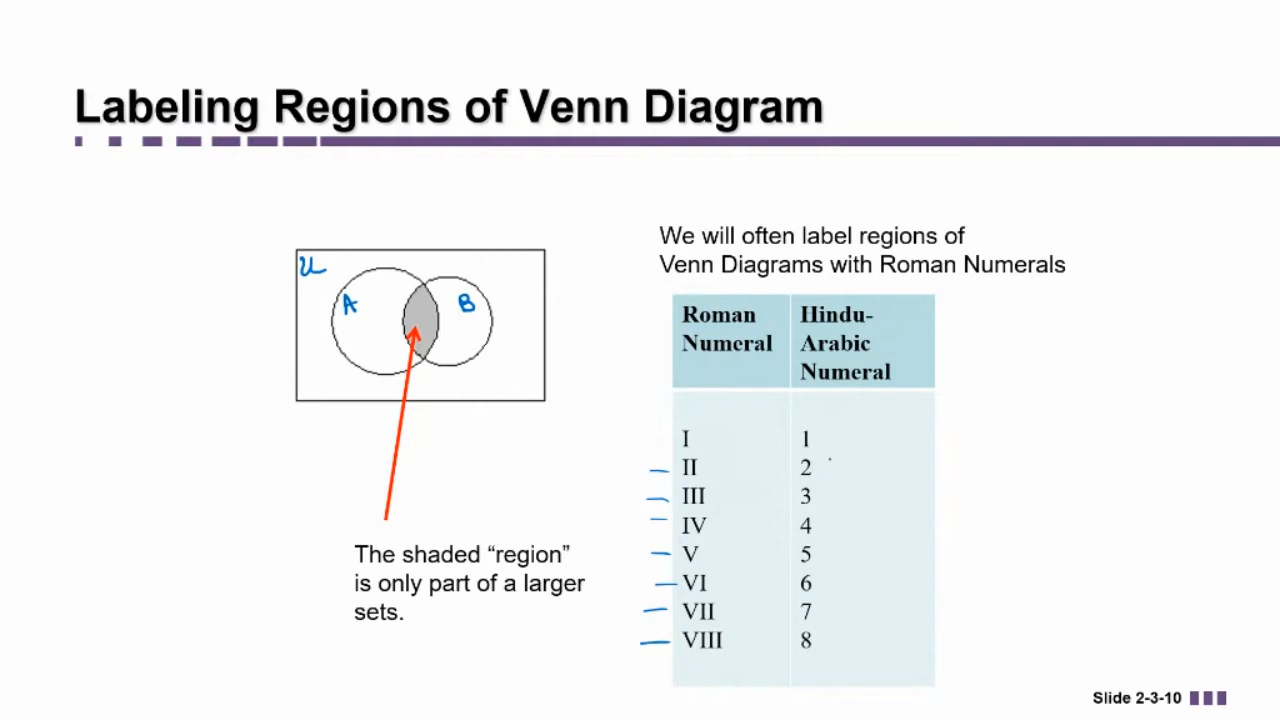 Labeling Regions of Venn Diagram
We will often label regions of
Venn Diagrams with Roman Numerals
U
A
B
Roman Numeral
Hindu-Arabic Numeral
I 1
II 2
III 3
IV 4
V 5
VI 6
VII 7
VIII 8
The shaded “region”
is only part of a larger
sets.
Slide 2-3-10